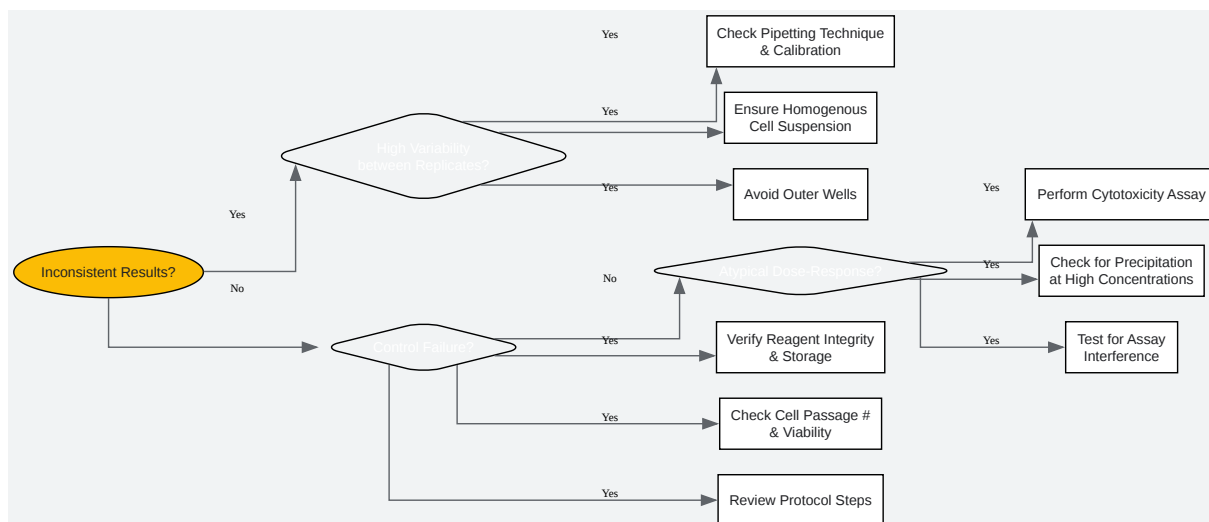 Yes
Check Pipetting Technique
& Calibration
Yes
Ensure Homogenous
Cell Suspension
High Variability
between Replicates?
Yes
Avoid Outer Wells
Yes
Perform Cytotoxicity Assay
Yes
Inconsistent Results?
No
No
Atypical Dose-Response?
Yes
Check for Precipitation
at High Concentrations
Control Failure?
Yes
Verify Reagent Integrity
& Storage
Yes
Test for Assay
Interference
Yes
Check Cell Passage #
& Viability
Yes
Review Protocol Steps